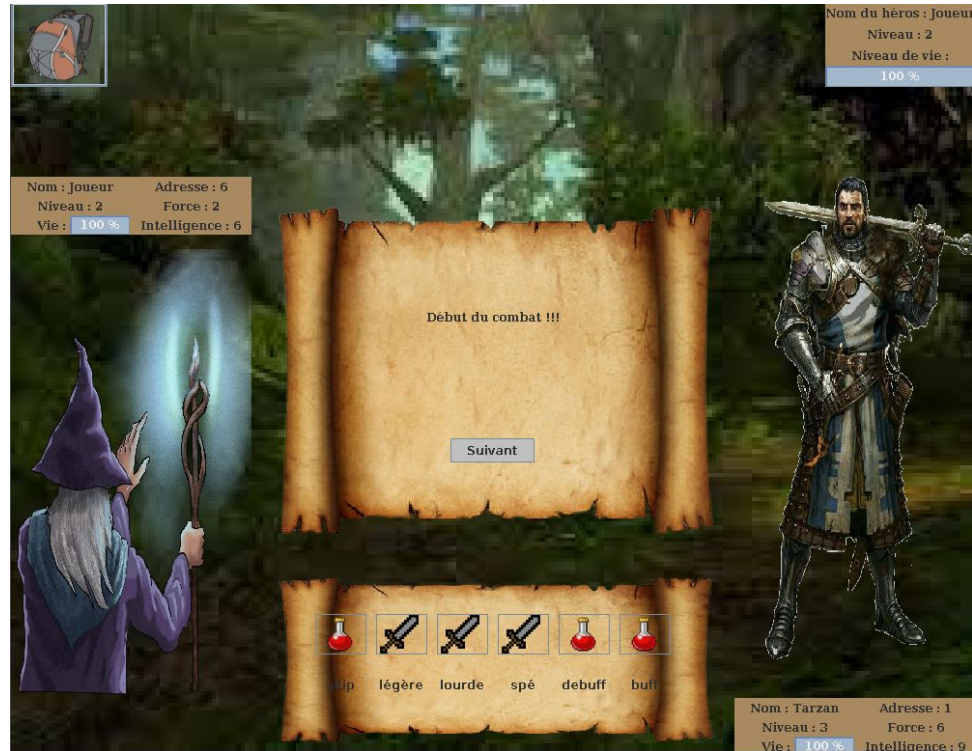 Nom du héros : Joueur
Niveau : 2
Niveau de vie :
100 %
Nom : Joueur Adresse : 6
Niveau : 2 Force : 2
Vie : 100 % Intelligence : 6
Début du combat !!!
Suivant
légère lourde spé debuff buff
Nom : Tarzan Adresse : 1
Niveau : 3 Force : 6
Vie : 100 % Intelligence : 9